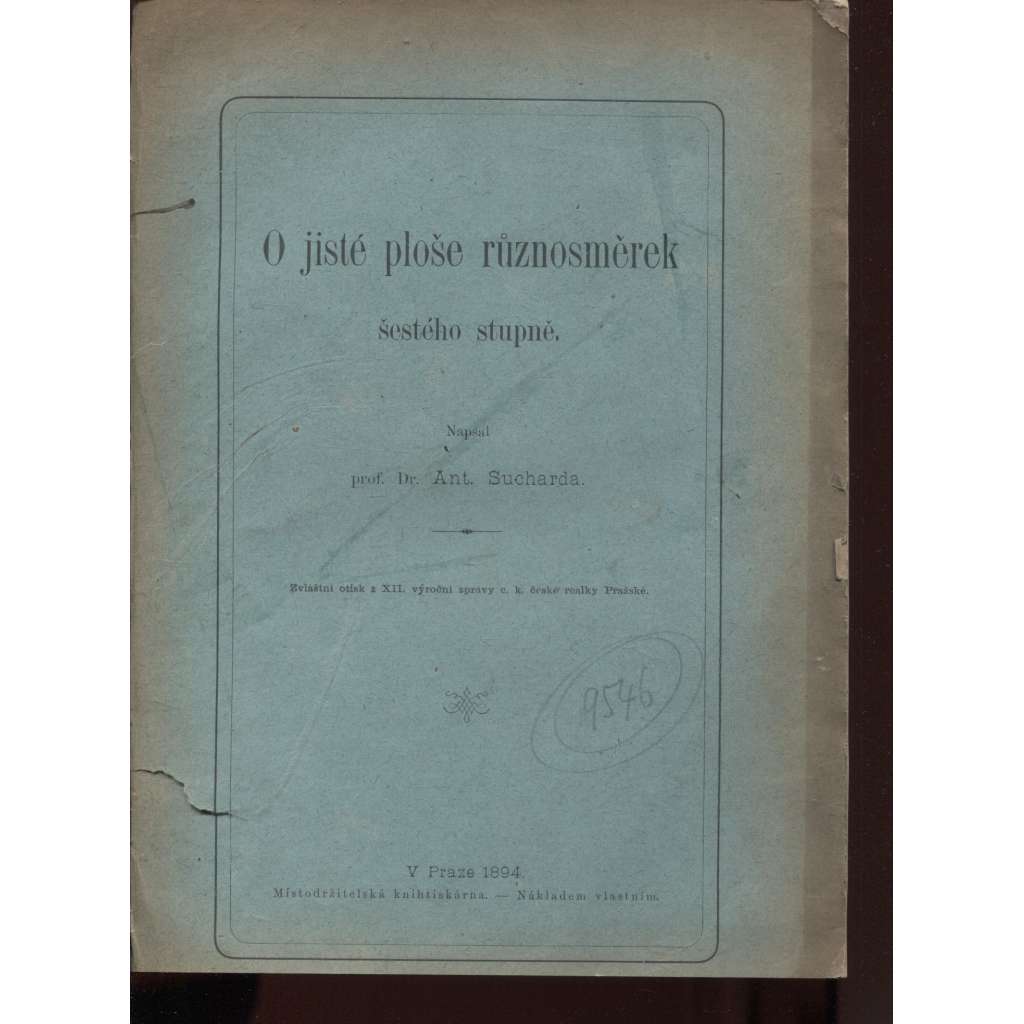 O jisté ploše různosměrek
šestého stupně.
Napsal
prof. Dr. Ant. Sucharda.
Zvláštní otisk z XII. výroční zprávy c. k. české realky Pražské.
9546
V Praze 1894.
Místodržitelská knihtiskárna. — Nákladem vlastním.